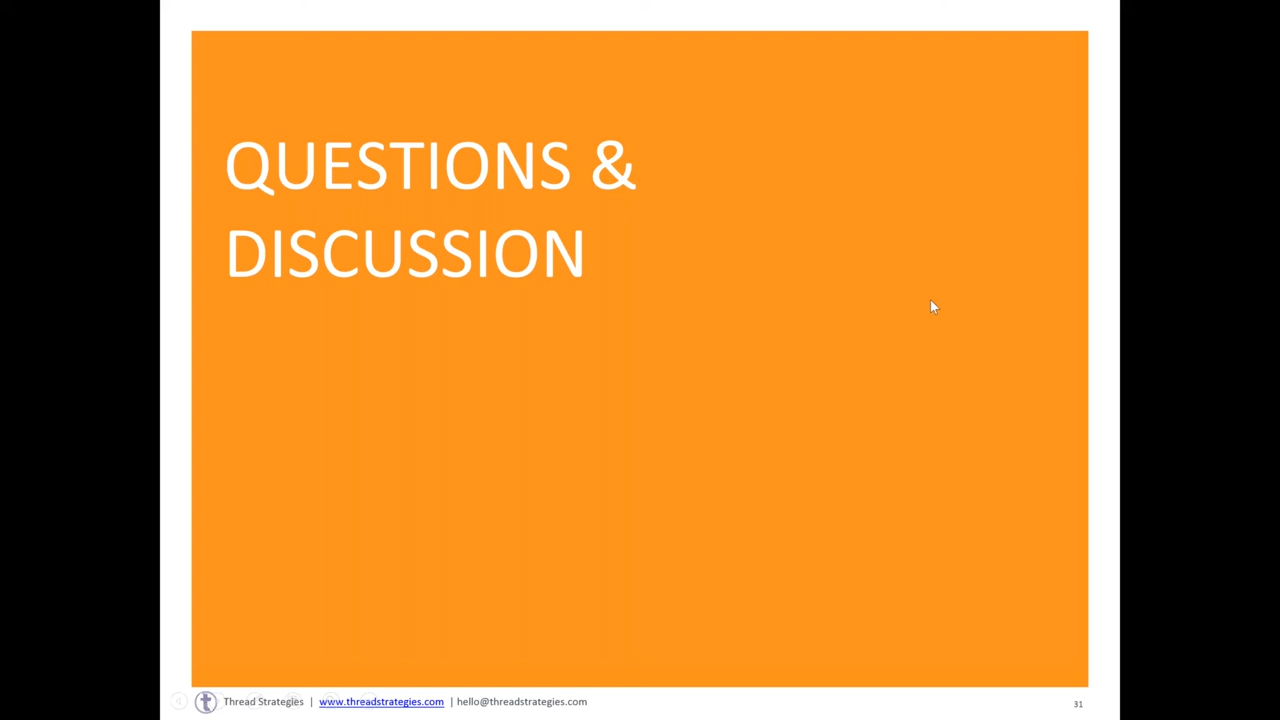 QUESTIONS &
DISCUSSION
t Thread Strategies | www.threadstrategies.com | hello@threadstrategies.com
31